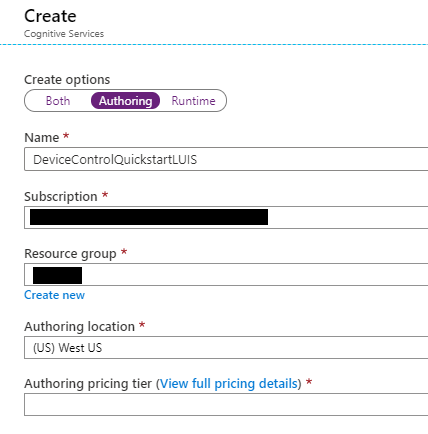 Create
Cognitive Services
Create options
Both Authoring Runtime
Name *
DeviceControlQuickstartLUIS
Subscription *
Resource group *
Create new
Authoring location *
(US) West US
Authoring pricing tier (View full pricing details) *